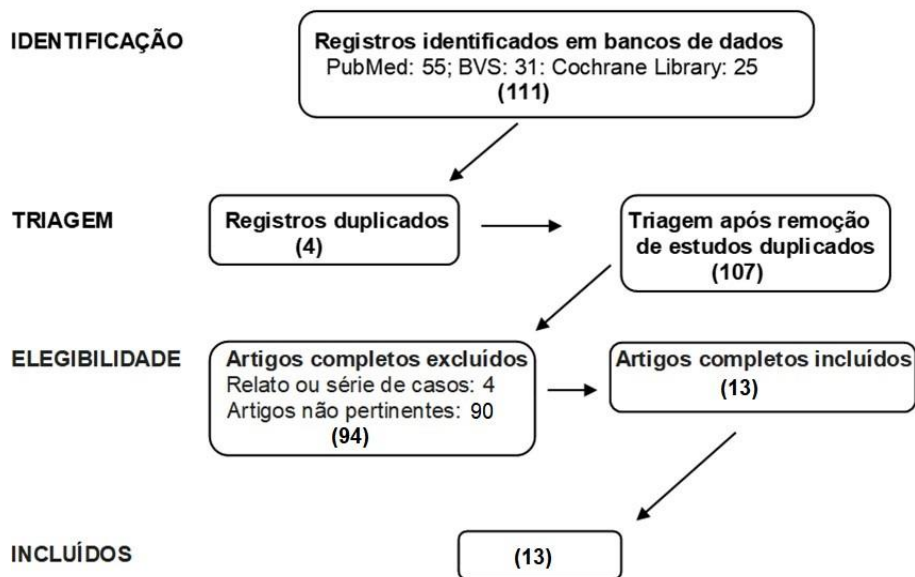 IDENTIFICAÇÃO
Registros identificados em bancos de dados
PubMed: 55; BVS: 31: Cochrane Library: 25
(111)
TRIAGEM
Registros duplicados
(4)
Triagem após remoção
de estudos duplicados
(107)
ELEGIBILIDADE
Artigos completos excluídos
Relato ou série de casos: 4
Artigos não pertinentes: 90
(94)
Artigos completos incluídos
(13)
INCLUÍDOS
(13)